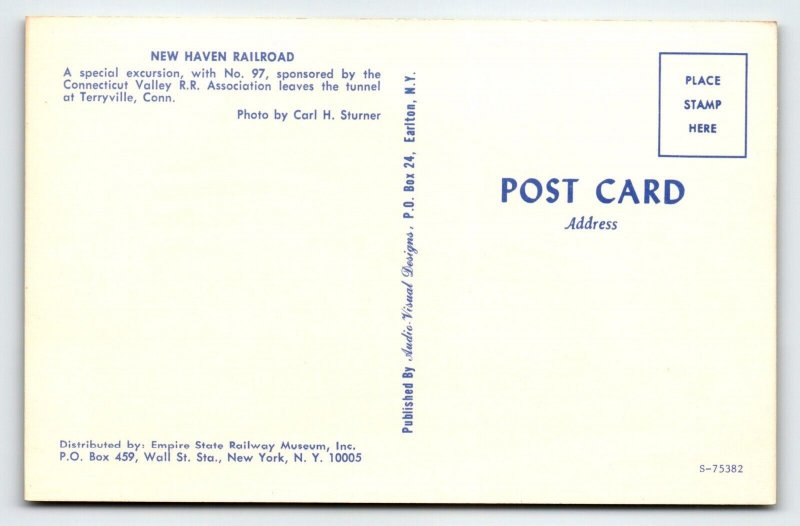 NEW HAVEN RAILROAD
A special excursion, with No. 97, sponsored by the
Connecticut Valley R.R. Association leaves the tunnel
at Terryville, Conn.
Photo by Carl H. Sturner
Distributed by: Empire State Railway Museum, Inc.
P.O. Box 459, Wall St. Sta., New York, N. Y. 10005
Published By Audio-Visual Designs, P.O. Box 24, Earlton, N.Y.
PLACE
STAMP
HERE
POST CARD
Address
S-75382